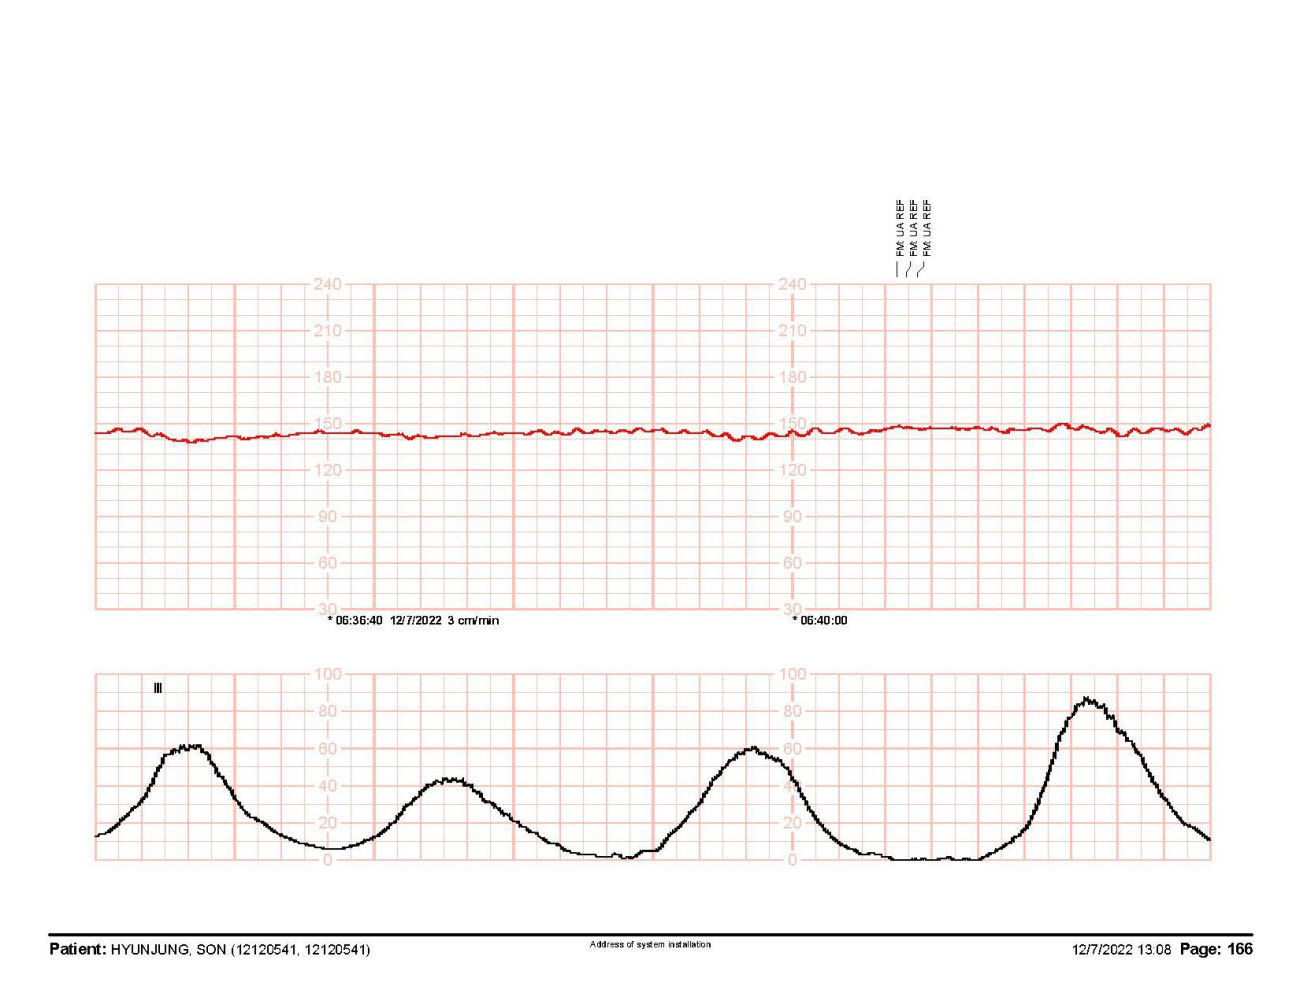 FM: UA REF
FM: UA REF
FM: UA REF
240 240
210 210
180 180
150 150
120 120
90 90
60 60
30 30
* 06:36:40 12/7/2022 3 cm/min * 06:40:00
100 100
80 80
60 60
40 4
20 20
0 0
Patient: HYUNJUNG, SON (12120541, 12120541) Address of system installation 12/7/2022 13:08 Page: 166